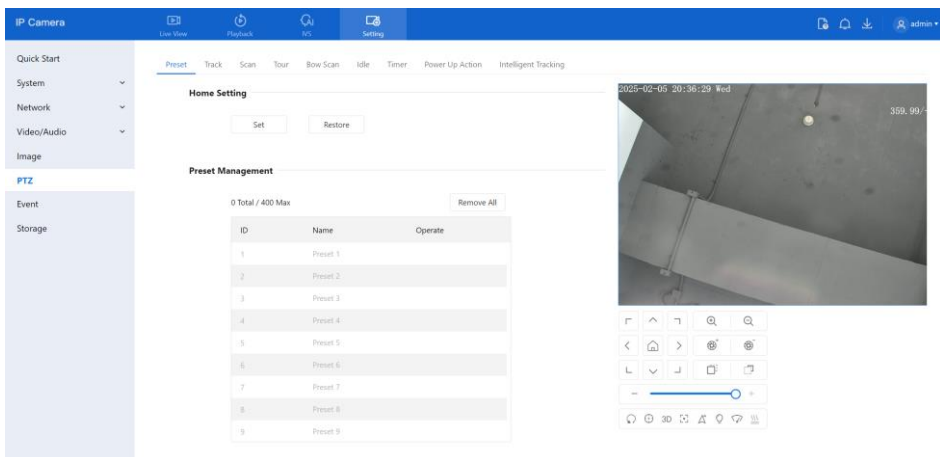 IP Camera
Live View
Playback
IVS
Setting
admin
Quick Start
System
Network
Video/Audio
Image
PTZ
Event
Storage
Preset Track Scan Tour Bow Scan Idle Timer Power Up Action Intelligent Tracking
Home Setting
Set Restore
Preset Management
0 Total / 400 Max Remove All
ID Name Operate
1 Preset 1
2 Preset 2
3 Preset 3
4 Preset 4
5 Preset 5
6 Preset 6
7 Preset 7
8 Preset 8
9 Preset 9
2025-02-05 20:36:29 Wed
359.99/-
3D